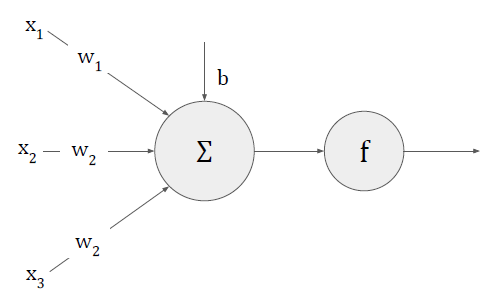 x₁
w₁
b
x₂
w₂
Σ
f
w₂
x₃